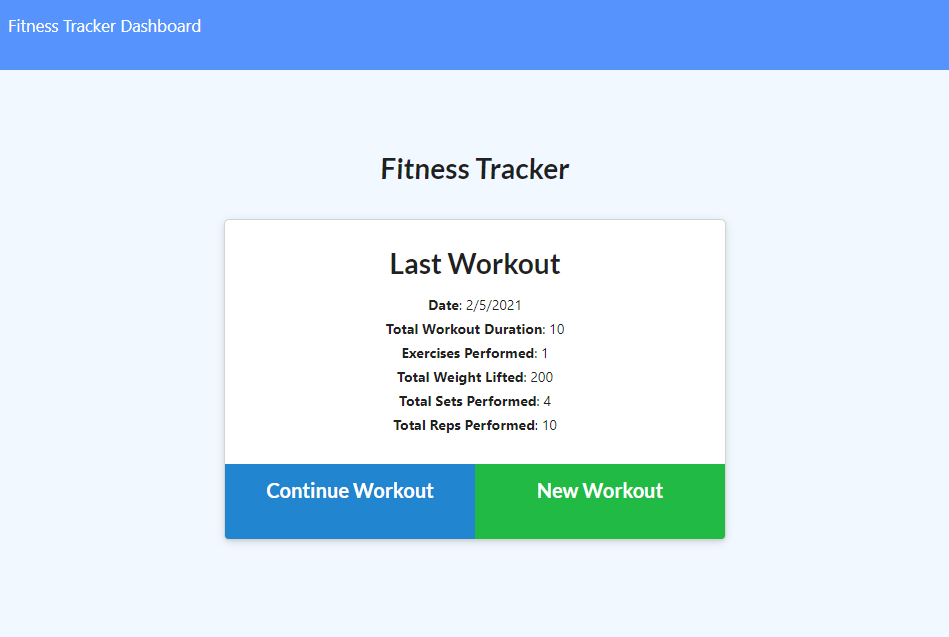 Fitness Tracker Dashboard
Fitness Tracker
Last Workout
Date: 2/5/2021
Total Workout Duration: 10
Exercises Performed: 1
Total Weight Lifted: 200
Total Sets Performed: 4
Total Reps Performed: 10
Continue Workout
New Workout